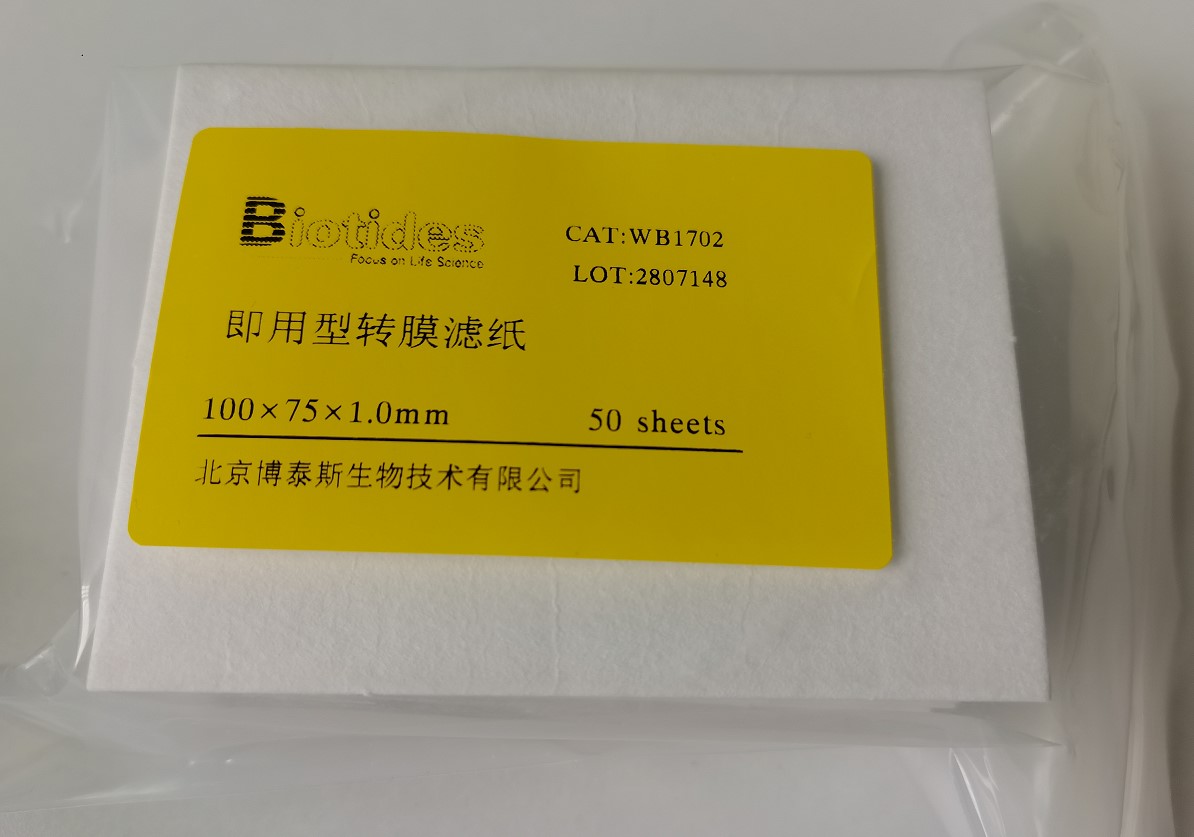 Biotides
Focus on Life Science
CAT:WB1702
LOT:2807148
即用型转膜滤纸
100×75×1.0mm 50 sheets
北京博泰斯生物技术有限公司